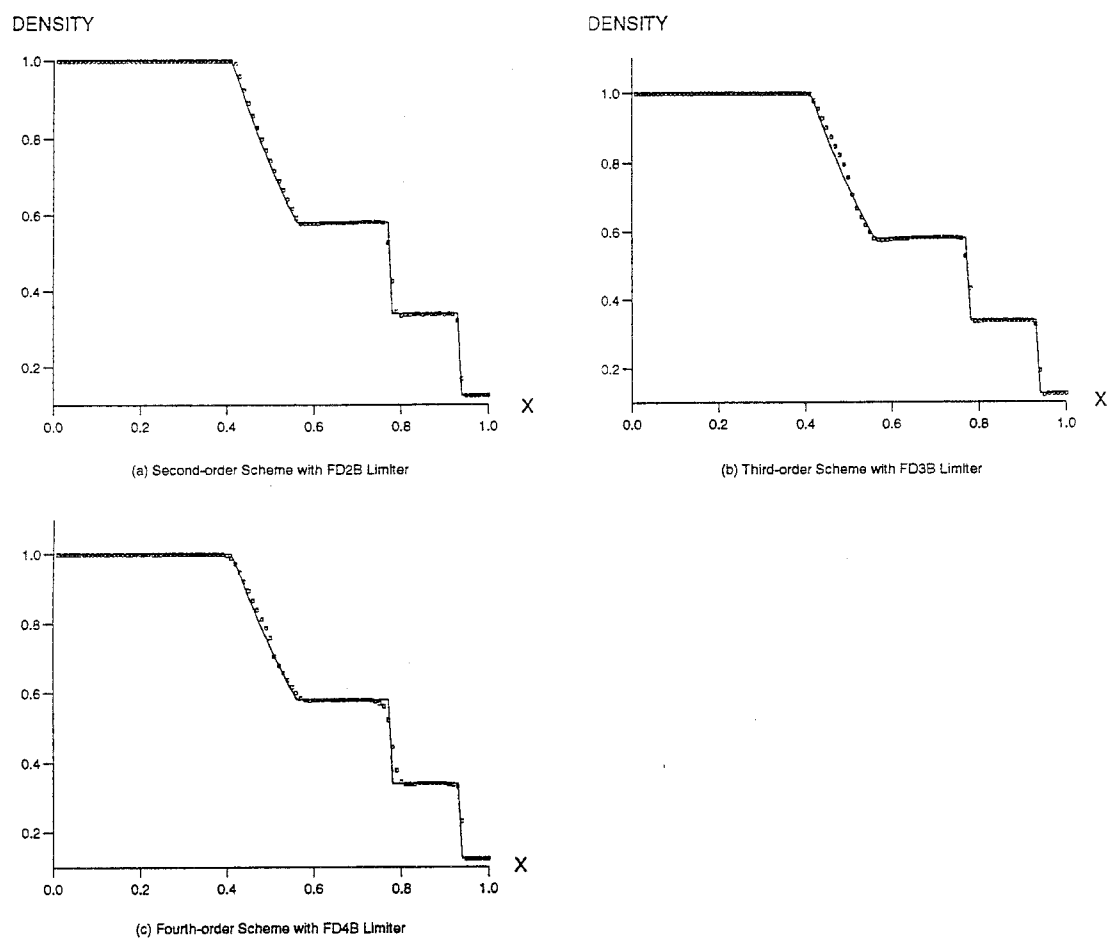 DENSITY
1.0
0.8
0.6
0.4
0.2
0.0 0.2 0.4 0.6 0.8 1.0
X
(a) Second-order Scheme with FD2B Limiter
DENSITY
1.0
0.8
0.6
0.4
0.2
0.0 0.2 0.4 0.6 0.8 1.0
X
(b) Third-order Scheme with FD3B Limiter
1.0
0.8
0.6
0.4
0.2
0.0 0.2 0.4 0.6 0.8 1.0
X
(c) Fourth-order Scheme with FD4B Limiter